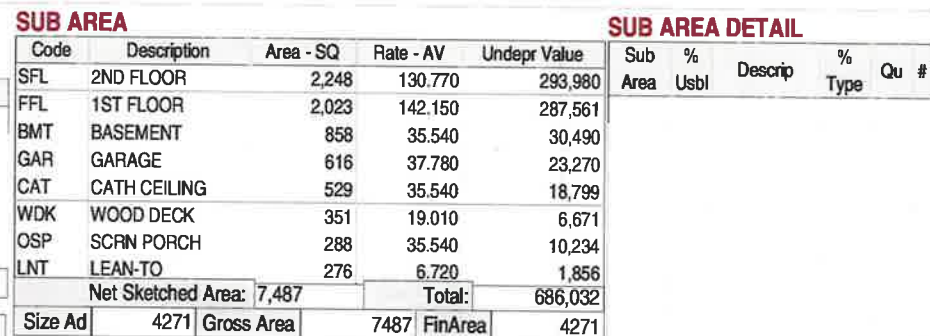 SUB AREA
Code Description Area - SQ Rate - AV Undepr Value
SFL 2ND FLOOR 2,248 130.770 293,980
FFL 1ST FLOOR 2,023 142.150 287,561
BMT BASEMENT 858 35.540 30,490
GAR GARAGE 616 37.780 23,270
CAT CATH CEILING 529 35.540 18,799
WDK WOOD DECK 351 19.010 6,671
OSP SCRN PORCH 288 35.540 10,234
LNT LEAN-TO 276 6.720 1,856
Net Sketched Area: 7,487 Total: 686,032
Size Ad 4271 Gross Area 7487 FinArea 4271
SUB AREA DETAIL
Sub Area % Usbl Descrip % Type Qu #